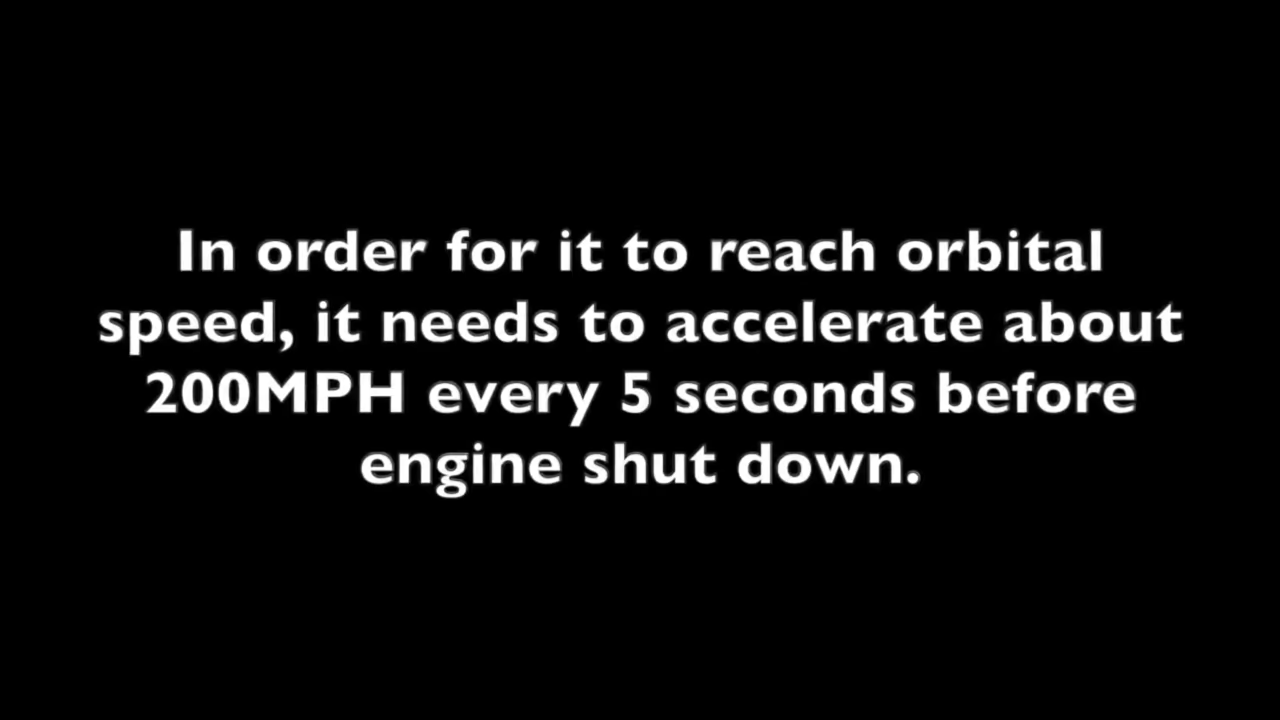 In order for it to reach orbital
speed, it needs to accelerate about
200MPH every 5 seconds before
engine shut down.